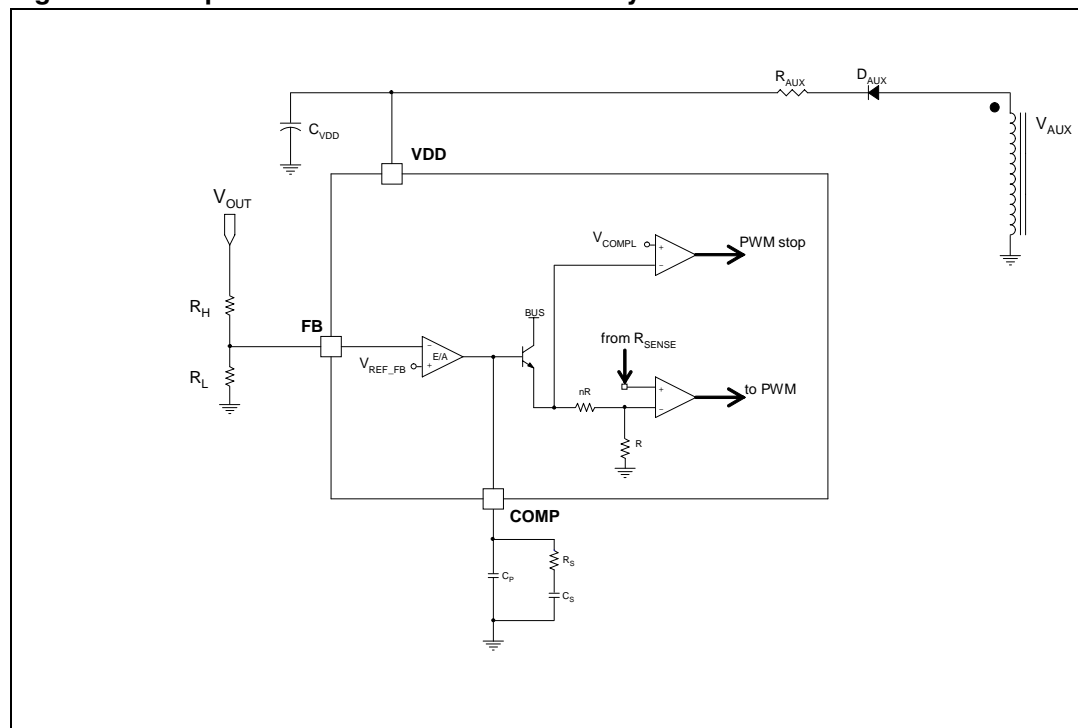 R_AUX
D_AUX
V_AUX
C_VDD
VDD
V_OUT
V_COMPL
+
−
PWM stop
R_H
FB
BUS
from R_SENSE
−
E/A
V_REF_FB
+
+
to PWM
R_L
nR
−
R
COMP
R_S
C_P
C_S